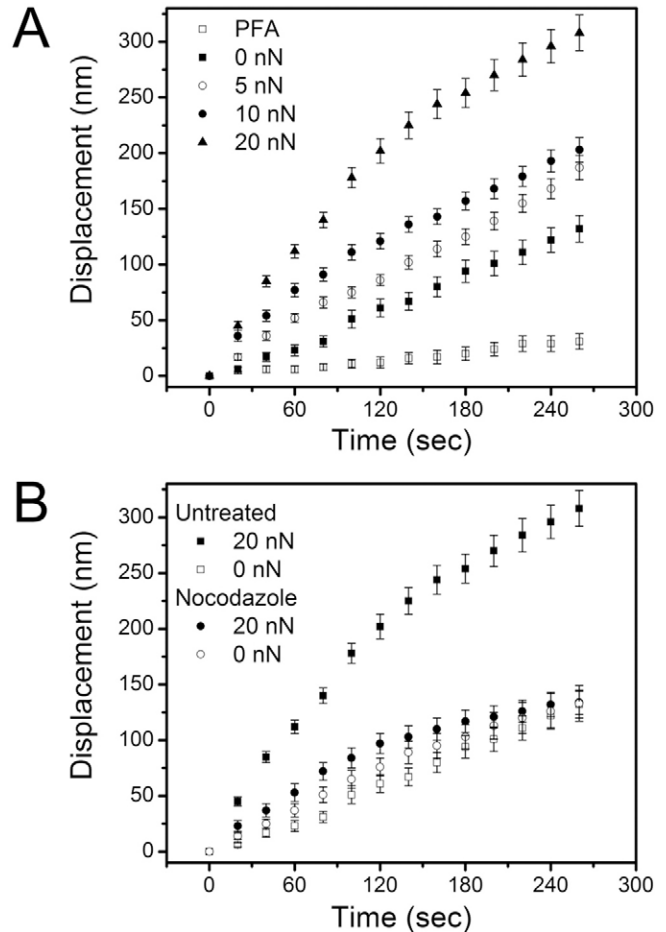 A
PFA
0 nN
5 nN
10 nN
20 nN
Displacement (nm)
300
250
200
150
100
50
0
0 60 120 180 240 300
Time (sec)
B
Untreated
20 nN
0 nN
Nocodazole
20 nN
0 nN
Displacement (nm)
300
250
200
150
100
50
0
0 60 120 180 240 300
Time (sec)